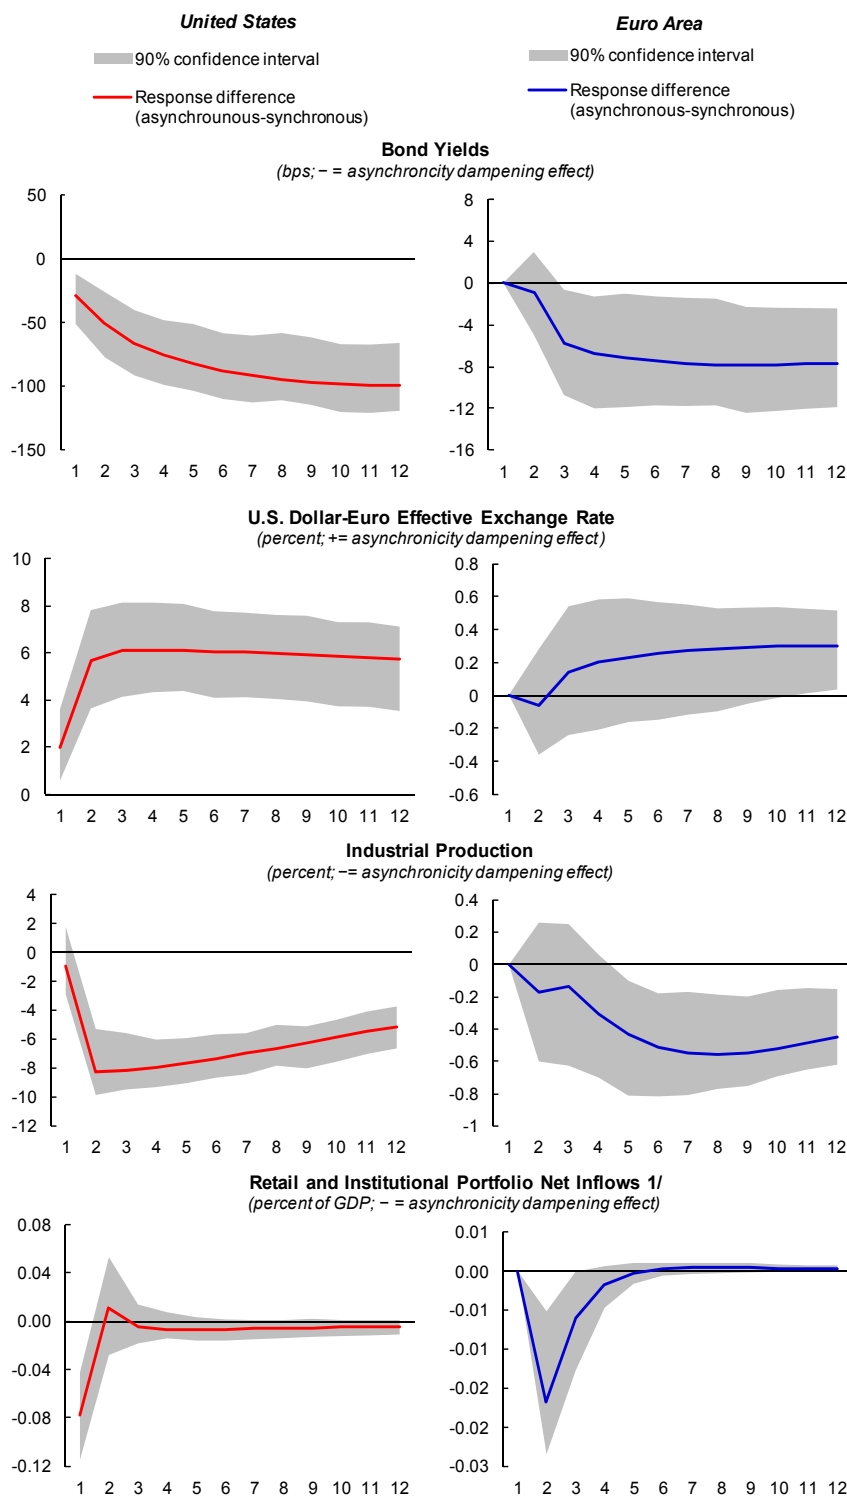 United States
Euro Area
90% confidence interval
90% confidence interval
Response difference
(asynchrounous-synchronous)
Response difference
(asynchronous-synchronous)
Bond Yields
(bps; − = asynchroncity dampening effect)
50
0
-50
-100
-150
1 2 3 4 5 6 7 8 9 10 11 12
8
4
0
-4
-8
-12
-16
1 2 3 4 5 6 7 8 9 10 11 12
U.S. Dollar-Euro Effective Exchange Rate
(percent; += asynchronicity dampening effect)
10
8
6
4
2
0
1 2 3 4 5 6 7 8 9 10 11 12
0.8
0.6
0.4
0.2
0
-0.2
-0.4
-0.6
1 2 3 4 5 6 7 8 9 10 11 12
Industrial Production
(percent; −= asynchronicity dampening effect)
4
2
0
-2
-4
-6
-8
-10
-12
1 2 3 4 5 6 7 8 9 10 11 12
0.4
0.2
0
-0.2
-0.4
-0.6
-0.8
-1
1 2 3 4 5 6 7 8 9 10 11 12
Retail and Institutional Portfolio Net Inflows 1/
(percent of GDP; − = asynchronicity dampening effect)
0.08
0.04
0.00
-0.04
-0.08
-0.12
1 2 3 4 5 6 7 8 9 10 11 12
0.01
0.00
-0.01
-0.01
-0.02
-0.02
-0.03
1 2 3 4 5 6 7 8 9 10 11 12